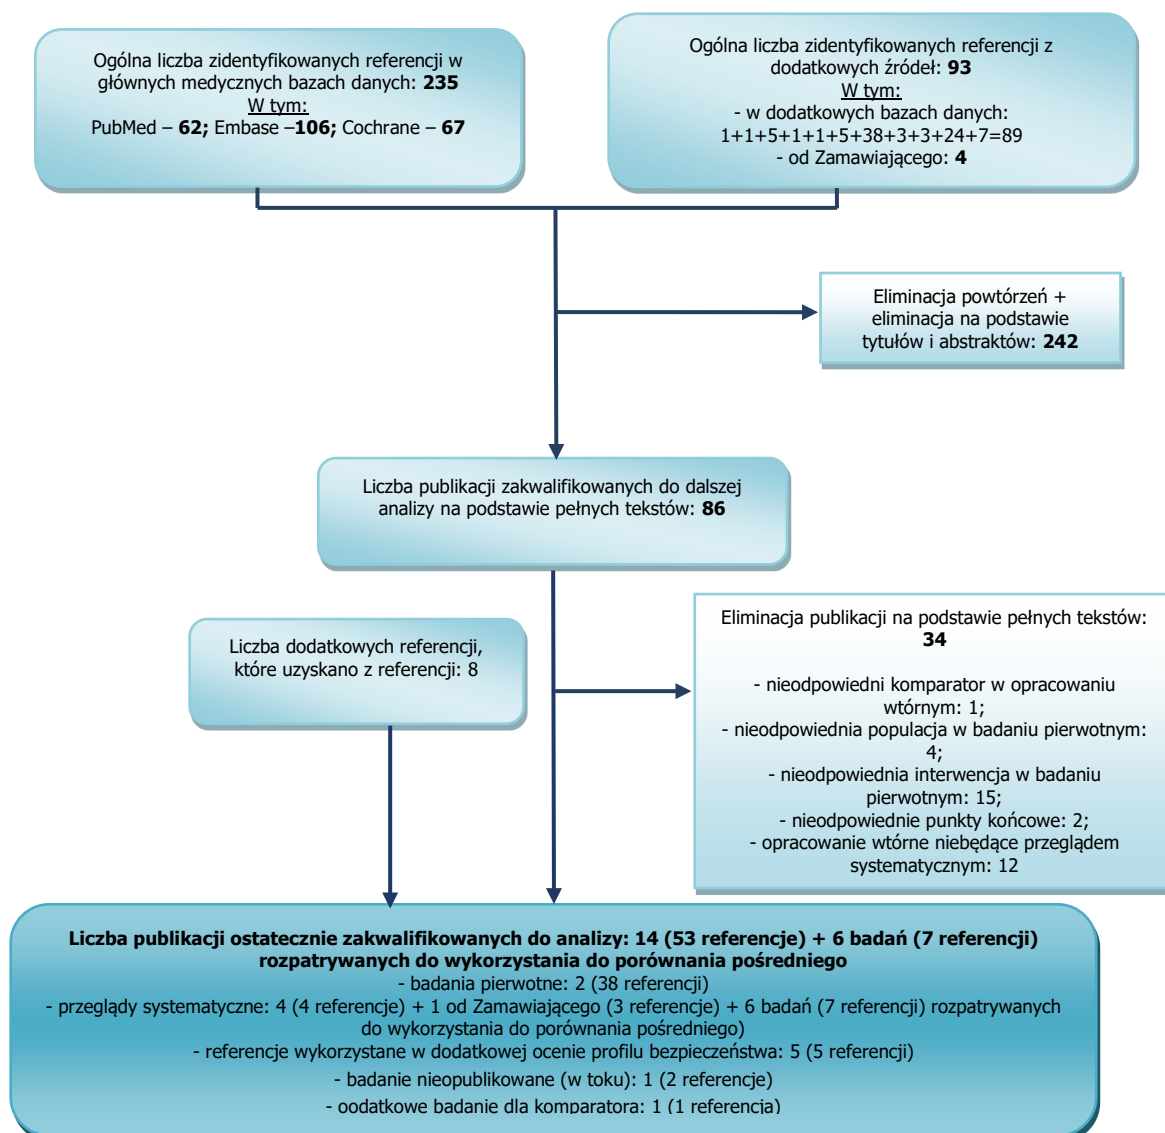 Ogólna liczba zidentyfikowanych referencji w
głównych medycznych bazach danych: 235
W tym:
PubMed – 62; Embase –106; Cochrane – 67
Ogólna liczba zidentyfikowanych referencji z
dodatkowych źródeł: 93
W tym:
- w dodatkowych bazach danych:
1+1+5+1+1+5+38+3+3+24+7=89
- od Zamawiającego: 4
Eliminacja powtórzeń +
eliminacja na podstawie
tytułów i abstraktów: 242
Liczba publikacji zakwalifikowanych do dalszej
analizy na podstawie pełnych tekstów: 86
Liczba dodatkowych referencji,
które uzyskano z referencji: 8
Eliminacja publikacji na podstawie pełnych tekstów:
34
- nieodpowiedni komparator w opracowaniu
wtórnym: 1;
- nieodpowiednia populacja w badaniu pierwotnym:
4;
- nieodpowiednia interwencja w badaniu
pierwotnym: 15;
- nieodpowiednie punkty końcowe: 2;
- opracowanie wtórne niebędące przeglądem
systematycznym: 12
Liczba publikacji ostatecznie zakwalifikowanych do analizy: 14 (53 referencje) + 6 badań (7 referencji)
rozpatrywanych do wykorzystania do porównania pośredniego
- badania pierwotne: 2 (38 referencji)
- przeglądy systematyczne: 4 (4 referencje) + 1 od Zamawiającego (3 referencje) + 6 badań (7 referencji) rozpatrywanych
do wykorzystania do porównania pośredniego)
- referencje wykorzystane w dodatkowej ocenie profilu bezpieczeństwa: 5 (5 referencji)
- badanie nieopublikowane (w toku): 1 (2 referencje)
- oodatkowe badanie dla komparatora: 1 (1 referencja)